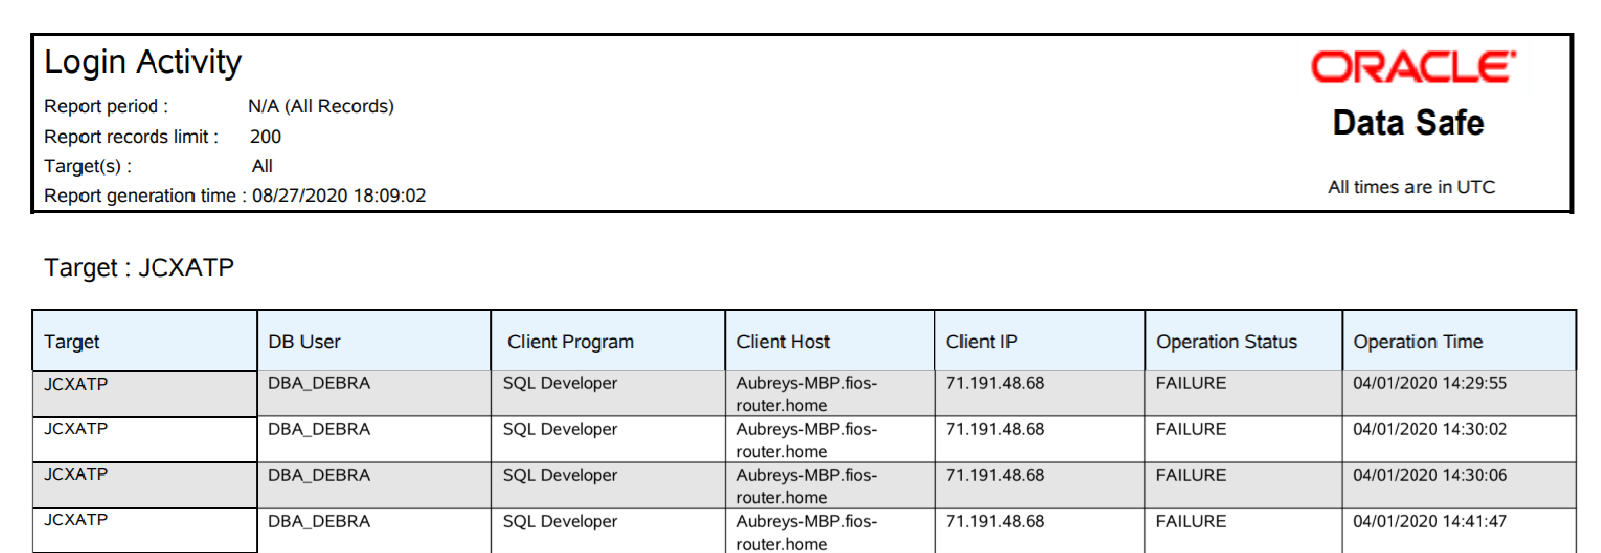 Login Activity
ORACLE
Data Safe
Report period : N/A (All Records)
Report records limit : 200
Target(s) : All
Report generation time : 08/27/2020 18:09:02
All times are in UTC
Target : JCXATP
Target DB User Client Program Client Host Client IP Operation Status Operation Time
JCXATP DBA_DEBRA SQL Developer Aubreys-MBP.fios- 71.191.48.68 FAILURE 04/01/2020 14:29:55
router.home
JCXATP DBA_DEBRA SQL Developer Aubreys-MBP.fios- 71.191.48.68 FAILURE 04/01/2020 14:30:02
router.home
JCXATP DBA_DEBRA SQL Developer Aubreys-MBP.fios- 71.191.48.68 FAILURE 04/01/2020 14:30:06
router.home
JCXATP DBA_DEBRA SQL Developer Aubreys-MBP.fios- 71.191.48.68 FAILURE 04/01/2020 14:41:47
router.home